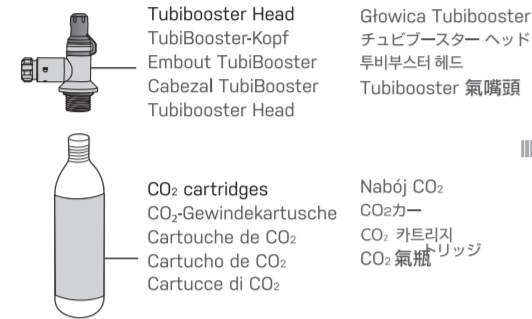 Tubibooster Head
TubiBooster-Kopf
Embout TubiBooster
Cabezal TubiBooster
Tubibooster Head
Głowica Tubibooster
チュビブースター ヘッド
투비부스터 헤드
Tubibooster 氣嘴頭
CO₂ cartridges
CO₂-Gewindekartusche
Cartouche de CO₂
Cartucho de CO₂
Cartucce di CO₂
Nabój CO₂
CO2カー
CO₂ 카트리지
トリッジ
CO₂ 氣瓶